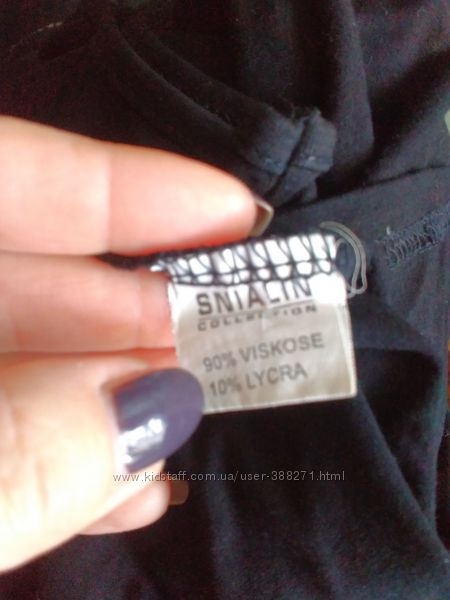 SNIALIN
COLLECTION
90% VISKOSE
10% LYCRA
www.kidstaff.com.ua/user-388271.html